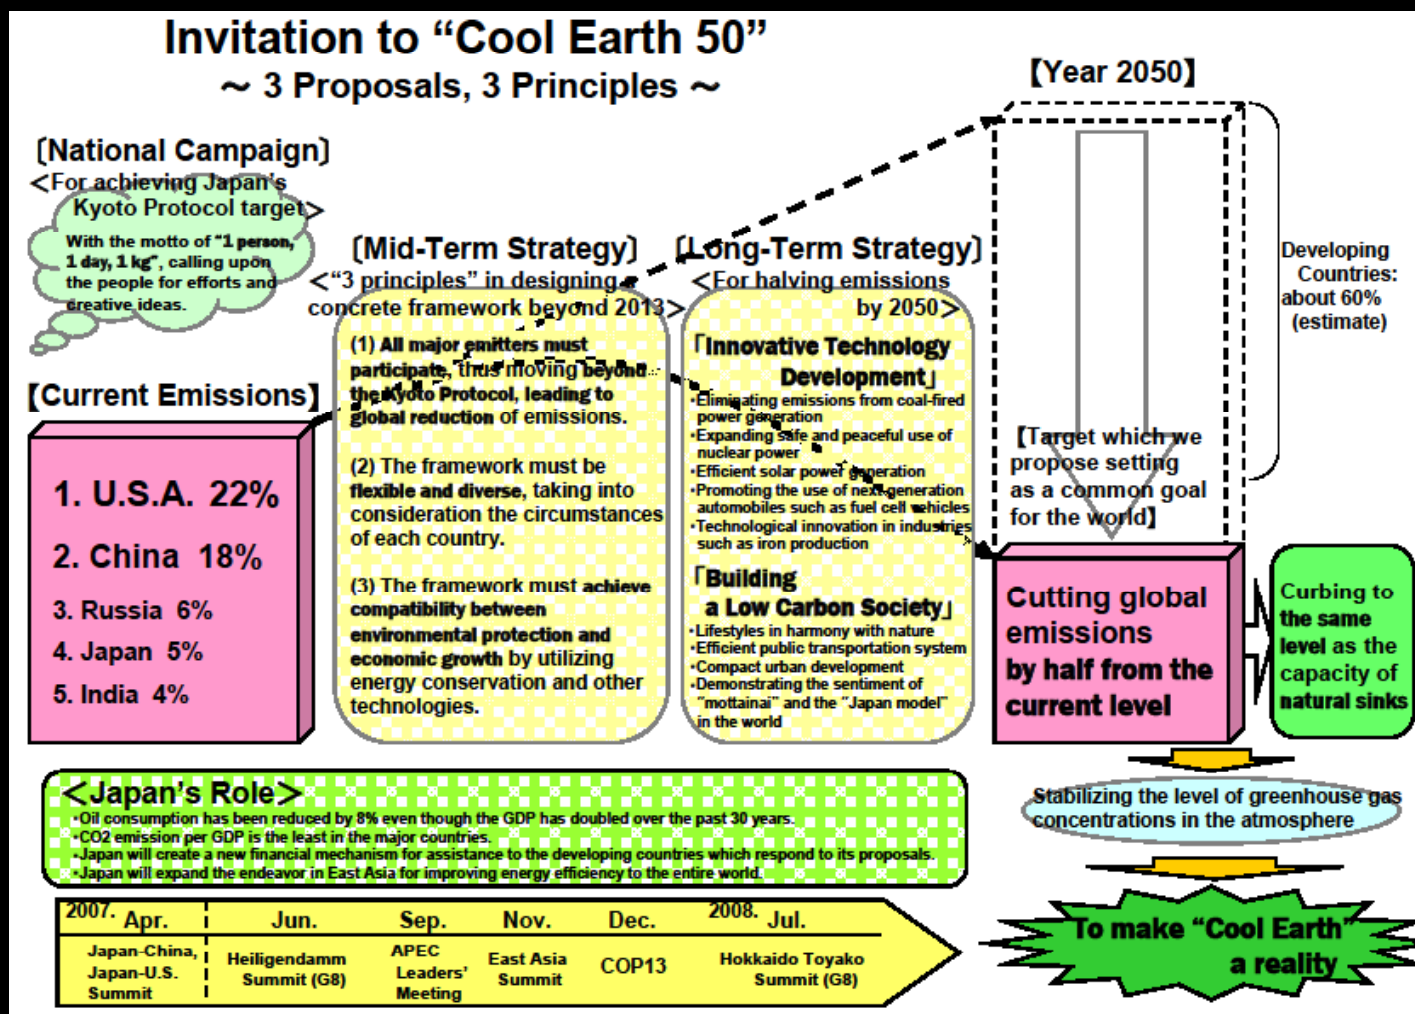 Invitation to “Cool Earth 50”
～ 3 Proposals, 3 Principles ～
〔National Campaign〕
＜For achieving Japan's
Kyoto Protocol target＞
With the motto of “1 person,
1 day, 1 kg”, calling upon
the people for efforts and
creative ideas.
【Current Emissions】
1. U.S.A. 22%
2. China 18%
3. Russia 6%
4. Japan 5%
5. India 4%
〔Mid-Term Strategy〕
＜“3 principles” in designing a
concrete framework beyond 2013＞
(1) All major emitters must
participate, thus moving beyond
the Kyoto Protocol, leading to
global reduction of emissions.
(2) The framework must be
flexible and diverse, taking into
consideration the circumstances
of each country.
(3) The framework must achieve
compatibility between
environmental protection and
economic growth by utilizing
energy conservation and other
technologies.
〔Long-Term Strategy〕
＜For halving emissions
by 2050＞
「Innovative Technology
Development」
･Eliminating emissions from coal-fired
power generation
･Expanding safe and peaceful use of
nuclear power
･Efficient solar power generation
･Promoting the use of next-generation
automobiles such as fuel cell vehicles
･Technological innovation in industries
such as iron production
「Building
a Low Carbon Society」
･Lifestyles in harmony with nature
･Efficient public transportation system
･Compact urban development
･Demonstrating the sentiment of
“mottainai” and the “Japan model”
in the world
【Year 2050】
Developing
Countries:
about 60%
(estimate)
【Target which we
propose setting
as a common goal
for the world】
Cutting global
emissions
by half from the
current level
Curbing to
the same
level as the
capacity of
natural sinks
Stabilizing the level of greenhouse gas
concentrations in the atmosphere
To make “Cool Earth”
a reality
＜Japan's Role＞
･Oil consumption has been reduced by 8% even though the GDP has doubled over the past 30 years.
･CO2 emission per GDP is the least in the major countries.
･Japan will create a new financial mechanism for assistance to the developing countries which respond to its proposals.
･Japan will expand the endeavor in East Asia for improving energy efficiency to the entire world.
2007. Apr. Jun. Sep. Nov. Dec. 2008. Jul.
Japan-China,
Japan-U.S.
Summit
Heiligendamm
Summit (G8)
APEC
Leaders'
Meeting
East Asia
Summit
COP13
Hokkaido Toyako
Summit (G8)